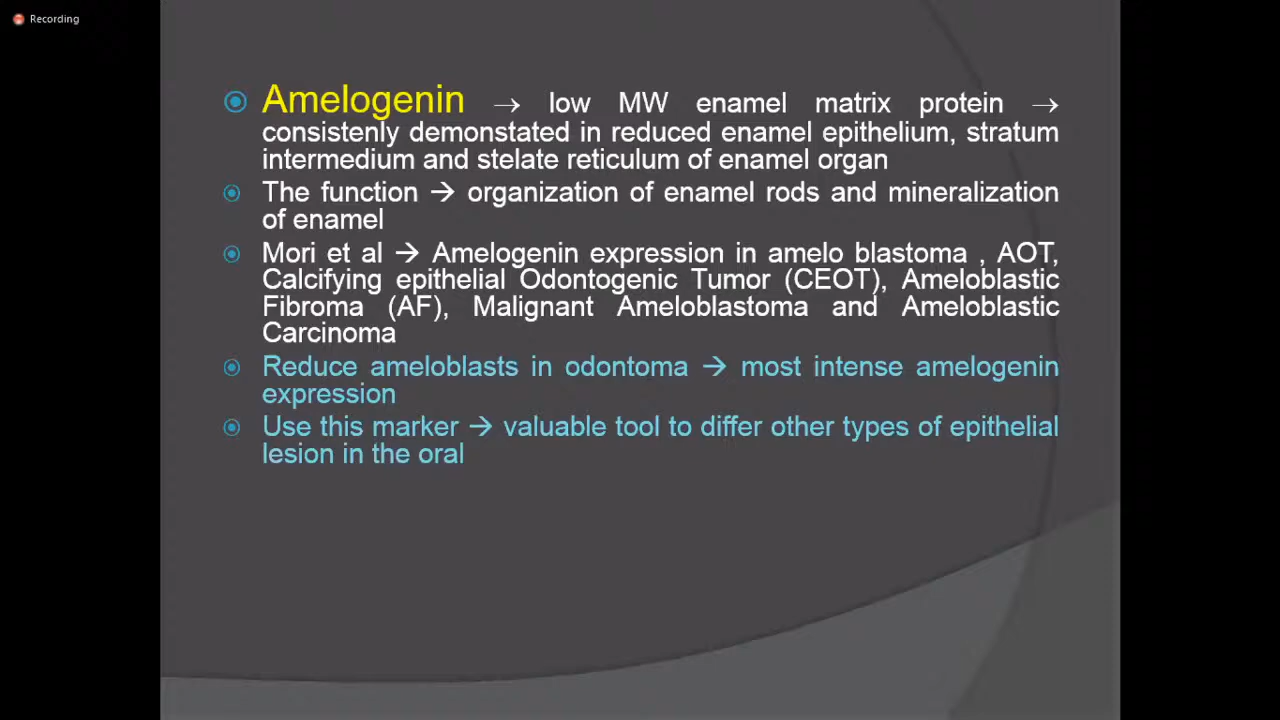 Recording
Amelogenin → low MW enamel matrix protein →
consistenly demonstated in reduced enamel epithelium, stratum
intermedium and stelate reticulum of enamel organ
The function → organization of enamel rods and mineralization
of enamel
Mori et al → Amelogenin expression in amelo blastoma , AOT,
Calcifying epithelial Odontogenic Tumor (CEOT), Ameloblastic
Fibroma (AF), Malignant Ameloblastoma and Ameloblastic
Carcinoma
Reduce ameloblasts in odontoma → most intense amelogenin
expression
Use this marker → valuable tool to differ other types of epithelial
lesion in the oral